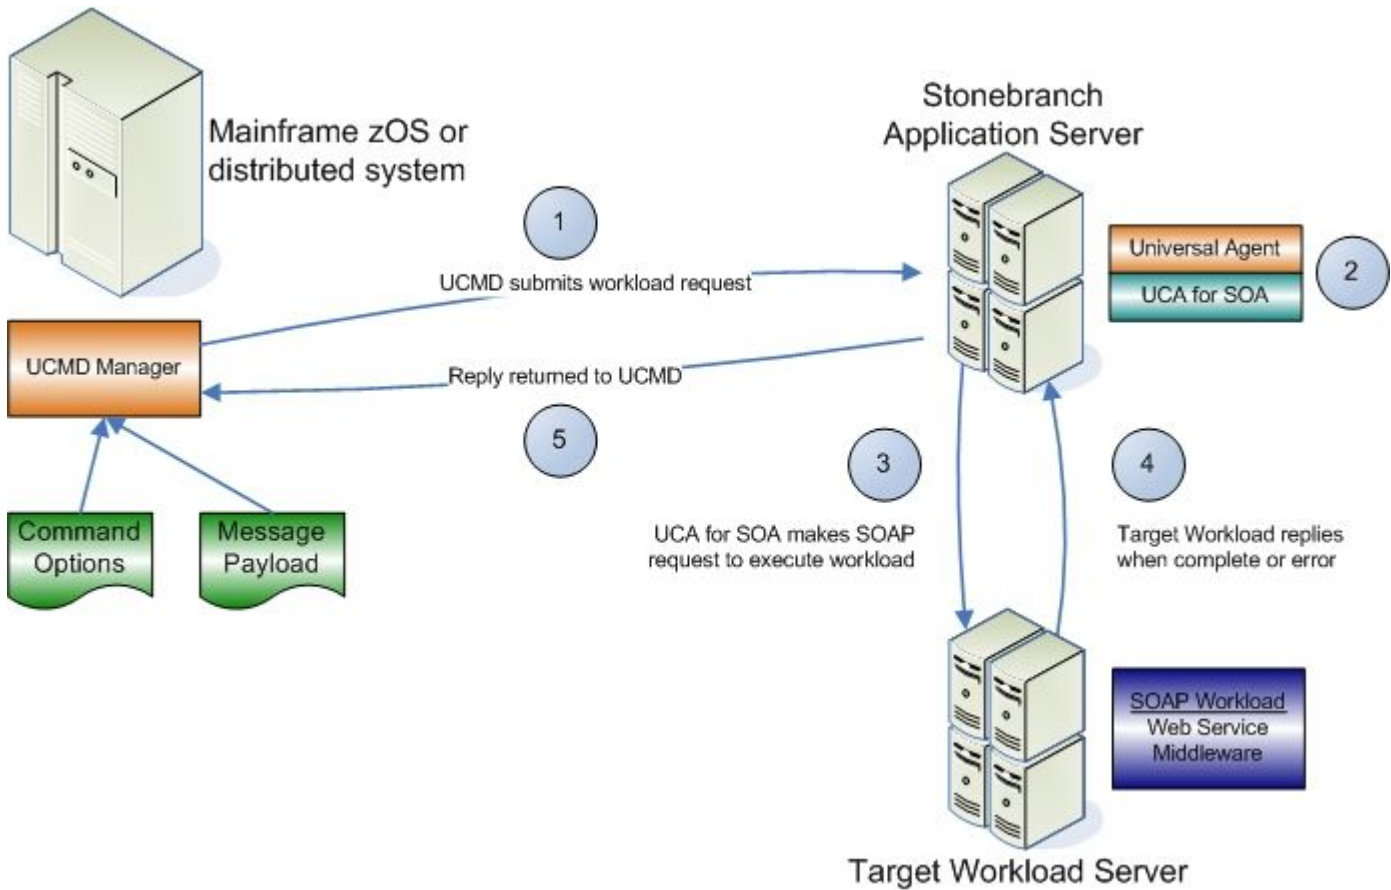 Mainframe zOS or
distributed system
Stonebranch
Application Server
1
UCMD submits workload request
Universal Agent
UCA for SOA
2
UCMD Manager
Reply returned to UCMD
5
3
UCA for SOA makes SOAP
request to execute workload
4
Target Workload replies
when complete or error
Command
Options
Message
Payload
SOAP Workload
Web Service
Middleware
Target Workload Server